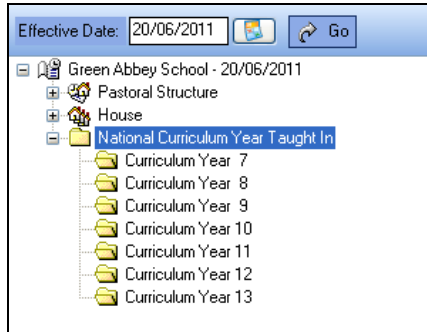 Effective Date: 20/06/2011 Go
Green Abbey School - 20/06/2011
Pastoral Structure
House
National Curriculum Year Taught In
Curriculum Year 7
Curriculum Year 8
Curriculum Year 9
Curriculum Year 10
Curriculum Year 11
Curriculum Year 12
Curriculum Year 13